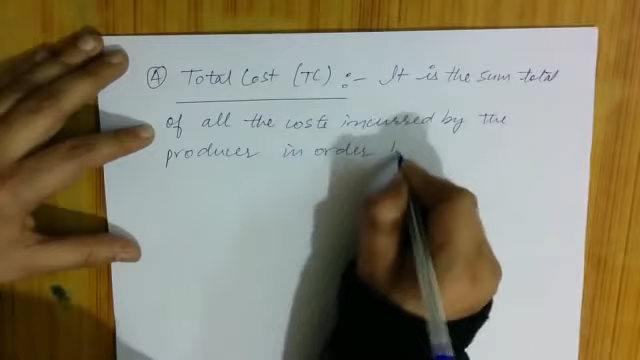 Ⓐ Total Cost (TC) :- It is the sum total
of all the costs incurred by the
producer in order